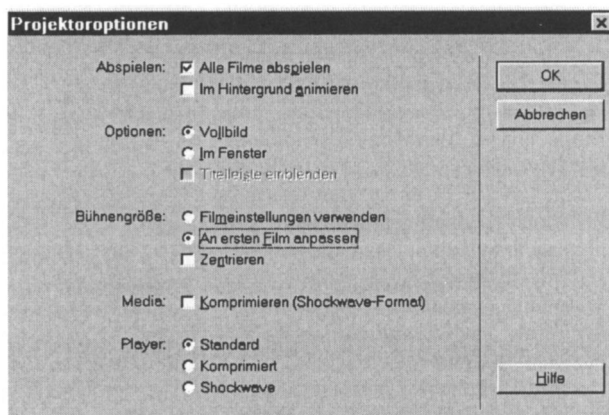 Projektoroptionen
Abspielen: Alle Filme abspielen
Im Hintergrund animieren
OK
Abbrechen
Optionen: Vollbild
Im Fenster
Titelleiste einblenden
Bühnengröße: Filmeinstellungen verwenden
An ersten Film anpassen
Zentrieren
Media: Komprimieren (Shockwave-Format)
Player: Standard
Komprimiert
Shockwave
Hilfe